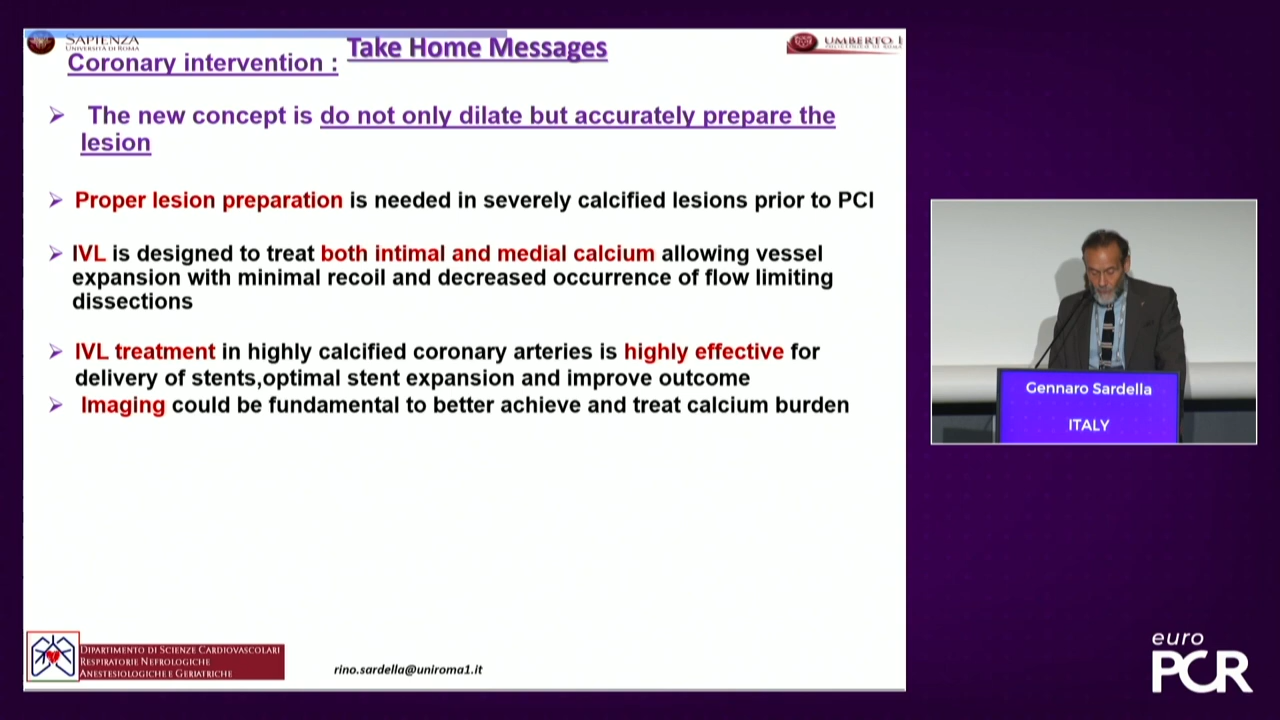 SAPIENZA
UNIVERSITÀ DI ROMA
Take Home Messages
UMBERTO I
Coronary intervention :
The new concept is do not only dilate but accurately prepare the
lesion
Proper lesion preparation is needed in severely calcified lesions prior to PCI
IVL is designed to treat both intimal and medial calcium allowing vessel
expansion with minimal recoil and decreased occurrence of flow limiting
dissections
IVL treatment in highly calcified coronary arteries is highly effective for
delivery of stents,optimal stent expansion and improve outcome
Imaging could be fundamental to better achieve and treat calcium burden
DIPARTIMENTO DI SCIENZE CARDIOVASCOLARI
RESPIRATORIE NEFROLOGICHE
ANESTESIOLOGICHE E GERIATRICHE
rino.sardella@uniroma1.it
Gennaro Sardella
ITALY
euro
PCR